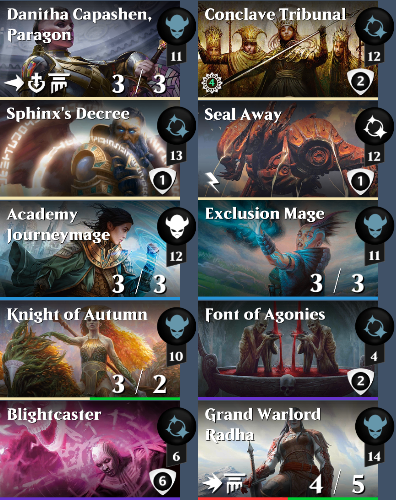 Danitha Capashen,
Paragon
11
3 / 3
Conclave Tribunal
12
4
2
Sphinx's Decree
13
1
Seal Away
12
1
Academy
Journeymage
12
3 / 3
Exclusion Mage
11
3 / 3
Knight of Autumn
10
3 / 2
Font of Agonies
4
2
Blightcaster
6
6
Grand Warlord
Radha
14
4 / 5